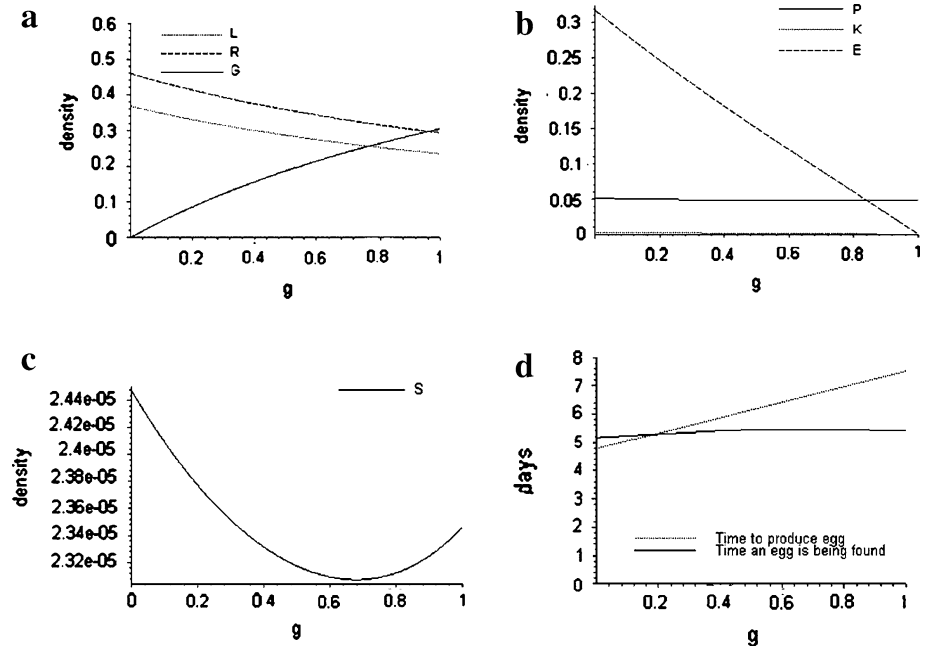 a
0.6
0.5
0.4
0.3
0.2
0.1
0
density
L
R
G
0.2
0.4
0.6
0.8
1
g
b
0.3
0.25
0.2
0.15
0.1
0.05
0
density
P
K
E
0.2
0.4
0.6
0.8
1
g
c
2.44e-05
2.42e-05
2.4e-05
2.38e-05
2.36e-05
2.34e-05
2.32e-05
density
S
0
0.2
0.4
0.6
0.8
1
g
d
8
7
6
5
4
3
2
1
0
days
Time to produce egg
Time an egg is being found
0.2
0.4
0.6
0.8
1
g